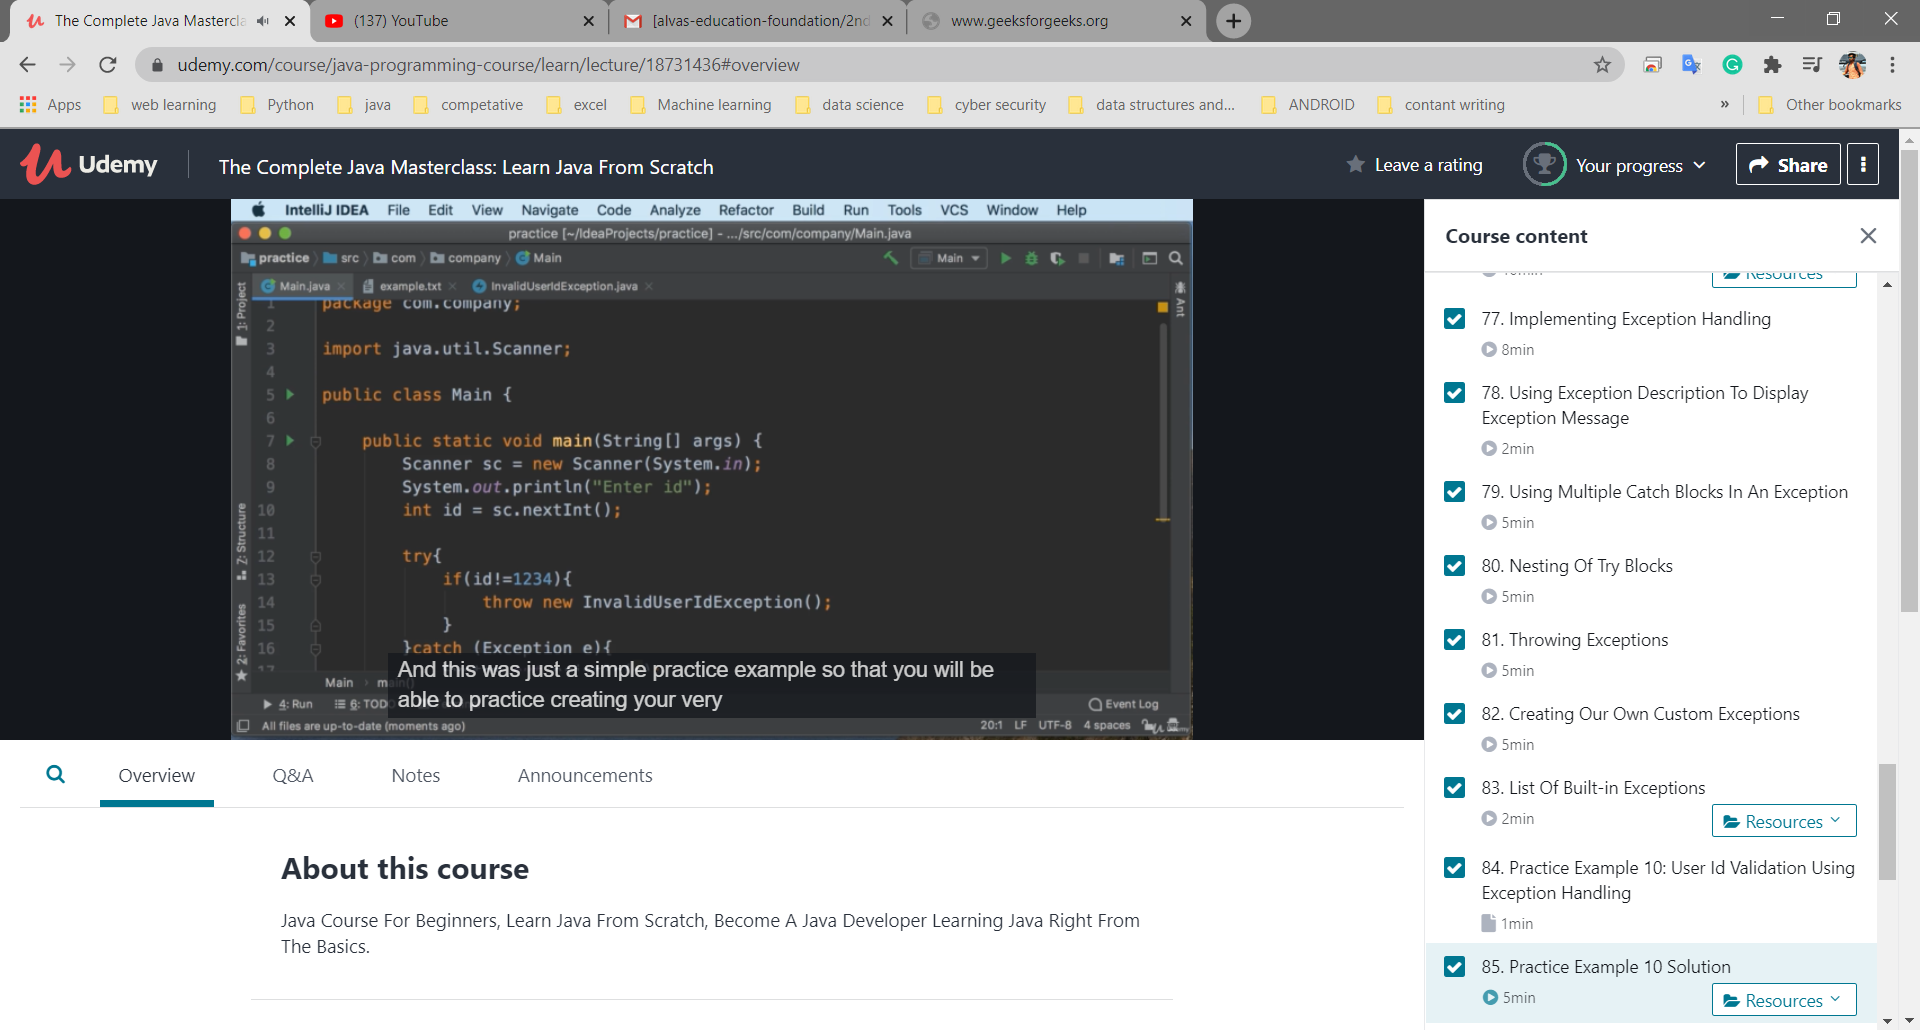 The Complete Java Mastercla
(137) YouTube
[alvas-education-foundation/2nd
www.geeksforgeeks.org
udemy.com/course/java-programming-course/learn/lecture/18731436#overview
Apps
web learning
Python
java
competative
excel
Machine learning
data science
cyber security
data structures and...
ANDROID
contant writing
»
Other bookmarks
Udemy
The Complete Java Masterclass: Learn Java From Scratch
Leave a rating
Your progress
Share
IntelliJ IDEA File Edit View Navigate Code Analyze Refactor Build Run Tools VCS Window Help
practice [~/IdeaProjects/practice] - .../src/com/company/Main.java
practice src com company Main
Main
Main.java example.txt InvalidUserIdException.java
1: Project
Ant
Z: Structure
2: Favorites
1 package com.company;
2
3 import java.util.Scanner;
4
5 public class Main {
6
7 public static void main(String[] args) {
8 Scanner sc = new Scanner(System.in);
9 System.out.println("Enter id");
10 int id = sc.nextInt();
11
12 try{
13 if(id!=1234){
14 throw new InvalidUserIdException();
15 }
16 }catch (Exception e){
17
Main › main()
And this was just a simple practice example so that you will be
able to practice creating your very
4: Run 6: TODO
Event Log
All files are up-to-date (moments ago)
20:1 LF UTF-8 4 spaces
Overview
Q&A
Notes
Announcements
About this course
Java Course For Beginners, Learn Java From Scratch, Become A Java Developer Learning Java Right From
The Basics.
Course content
Resources
77. Implementing Exception Handling
8min
78. Using Exception Description To Display
Exception Message
2min
79. Using Multiple Catch Blocks In An Exception
5min
80. Nesting Of Try Blocks
5min
81. Throwing Exceptions
5min
82. Creating Our Own Custom Exceptions
5min
83. List Of Built-in Exceptions
2min
Resources
84. Practice Example 10: User Id Validation Using
Exception Handling
1min
85. Practice Example 10 Solution
5min
Resources